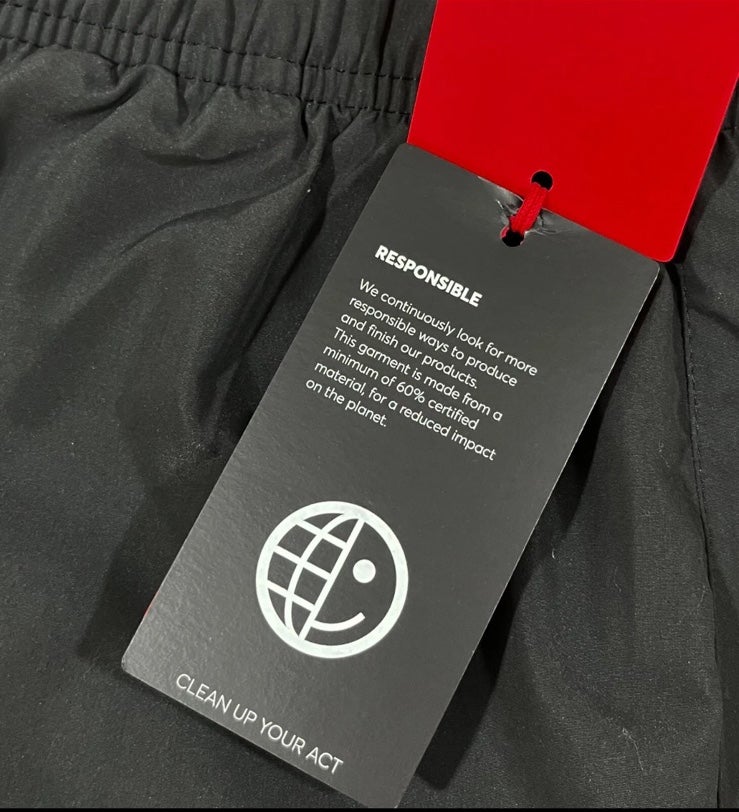 RESPONSIBLE
We continuously look for more
responsible ways to produce
and finish our products.
This garment is made from a
minimum of 60% certified
material, for a reduced impact
on the planet.
CLEAN UP YOUR ACT